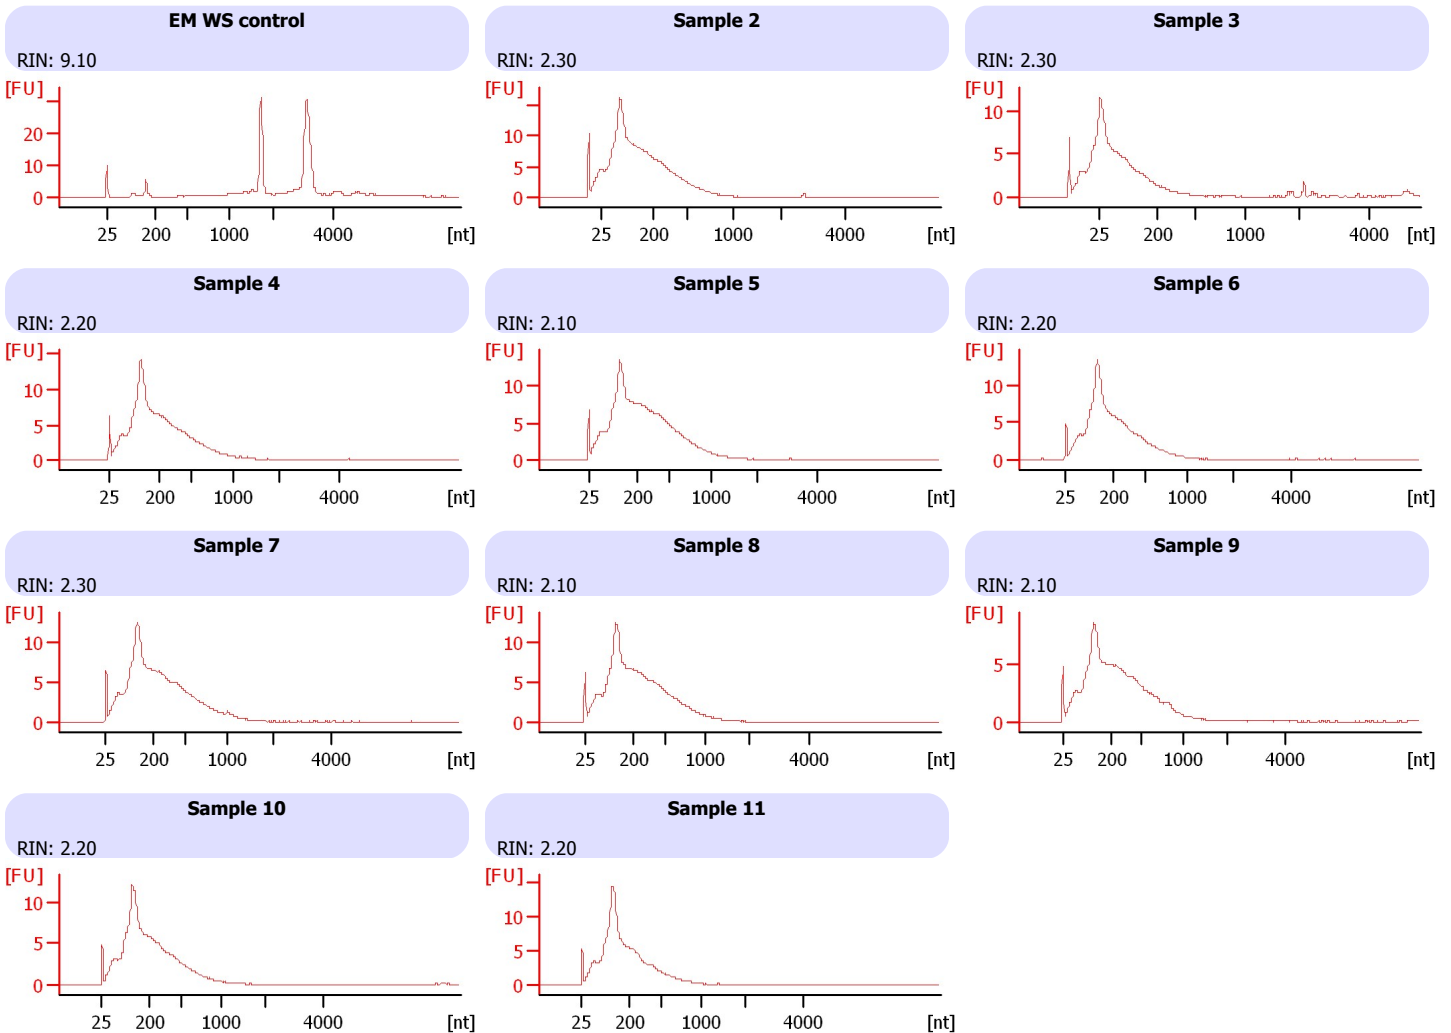 EM WS control
RIN: 9.10
[FU]
20
10
0
25 200 1000 4000 [nt]
Sample 2
RIN: 2.30
[FU]
10
5
0
25 200 1000 4000 [nt]
Sample 3
RIN: 2.30
[FU]
10
5
0
25 200 1000 4000 [nt]
Sample 4
RIN: 2.20
[FU]
10
5
0
25 200 1000 4000 [nt]
Sample 5
RIN: 2.10
[FU]
10
5
0
25 200 1000 4000 [nt]
Sample 6
RIN: 2.20
[FU]
10
5
0
25 200 1000 4000 [nt]
Sample 7
RIN: 2.30
[FU]
10
5
0
25 200 1000 4000 [nt]
Sample 8
RIN: 2.10
[FU]
10
5
0
25 200 1000 4000 [nt]
Sample 9
RIN: 2.10
[FU]
5
0
25 200 1000 4000 [nt]
Sample 10
RIN: 2.20
[FU]
10
5
0
25 200 1000 4000 [nt]
Sample 11
RIN: 2.20
[FU]
10
5
0
25 200 1000 4000 [nt]